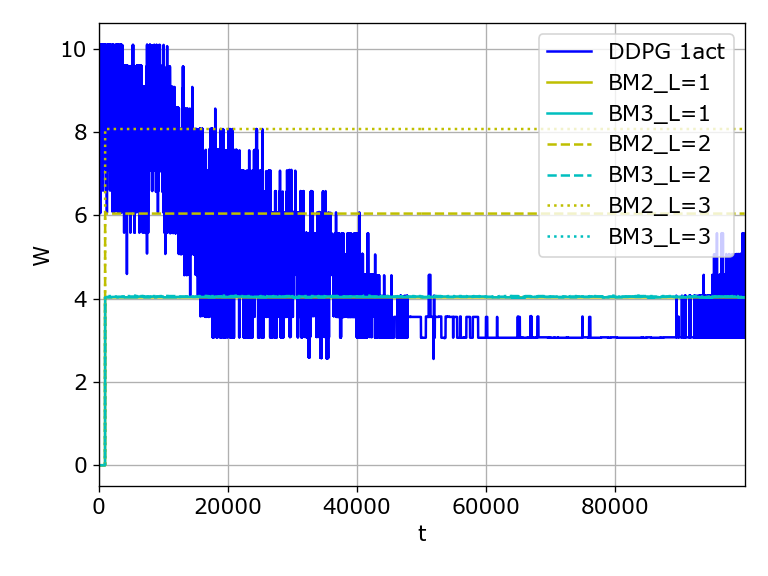 10
8
6
4
2
0
W
0
20000
40000
60000
80000
t
DDPG 1act
BM2_L=1
BM3_L=1
BM2_L=2
BM3_L=2
BM2_L=3
BM3_L=3